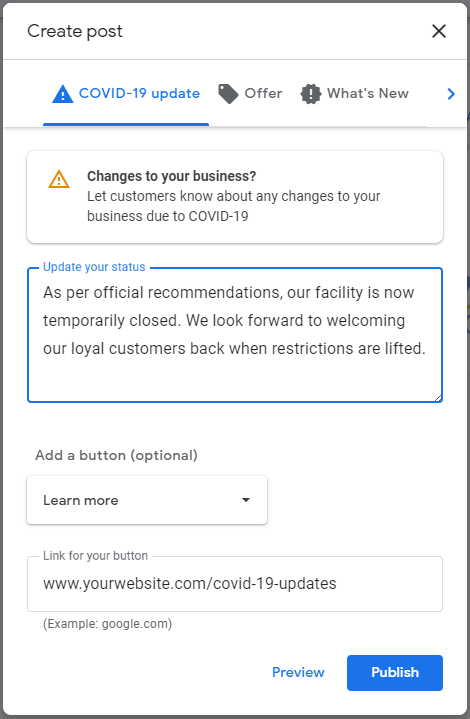 Create post
COVID-19 update
Offer
What's New
Changes to your business?
Let customers know about any changes to your
business due to COVID-19
Update your status
As per official recommendations, our facility is now
temporarily closed. We look forward to welcoming
our loyal customers back when restrictions are lifted.
Add a button (optional)
Learn more
Link for your button
www.yourwebsite.com/covid-19-updates
(Example: google.com)
Preview
Publish